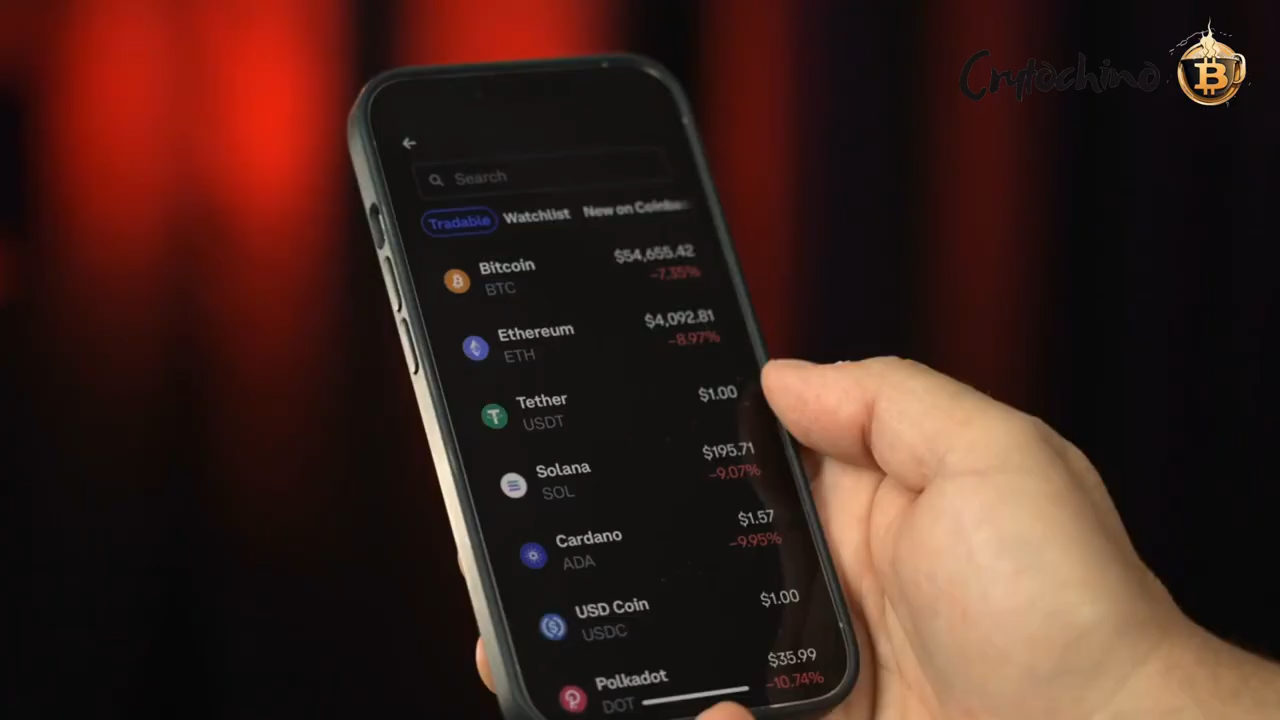 Crytochino
Search
Tradable Watchlist New on
Bitcoin $54,655.42
BTC -7.35%
Ethereum $4,092.81
ETH -8.97%
Tether $1.00
USDT
Solana $195.71
SOL -9.07%
Cardano $1.57
ADA -9.95%
USD Coin $1.00
USDC
Polkadot $35.99
DOT -10.74%